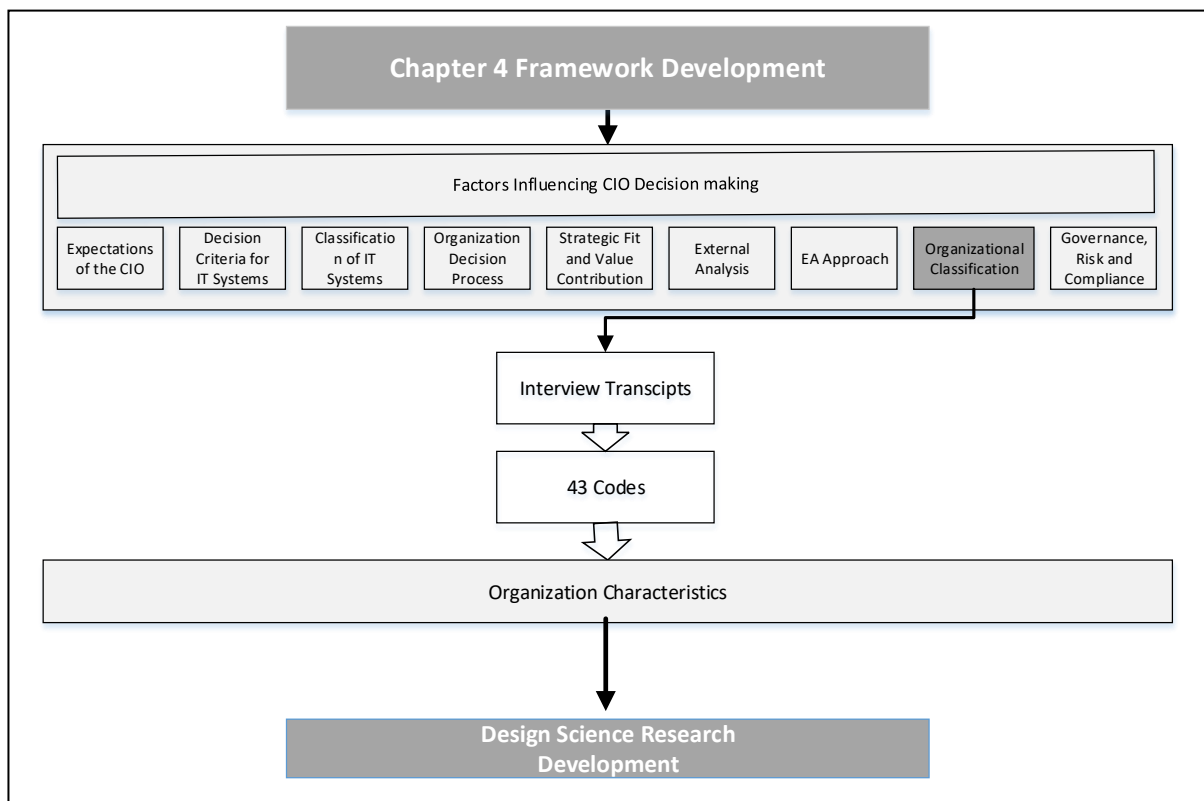 Chapter 4 Framework Development
Factors Influencing CIO Decision making
Expectations
of the CIO
Decision
Criteria for
IT Systems
Classificatio
n of IT
Systems
Organization
Decision
Process
Strategic Fit
and Value
Contribution
External
Analysis
EA Approach
Organizational
Classification
Governance,
Risk and
Compliance
Interview Transcipts
43 Codes
Organization Characteristics
Design Science Research
Development